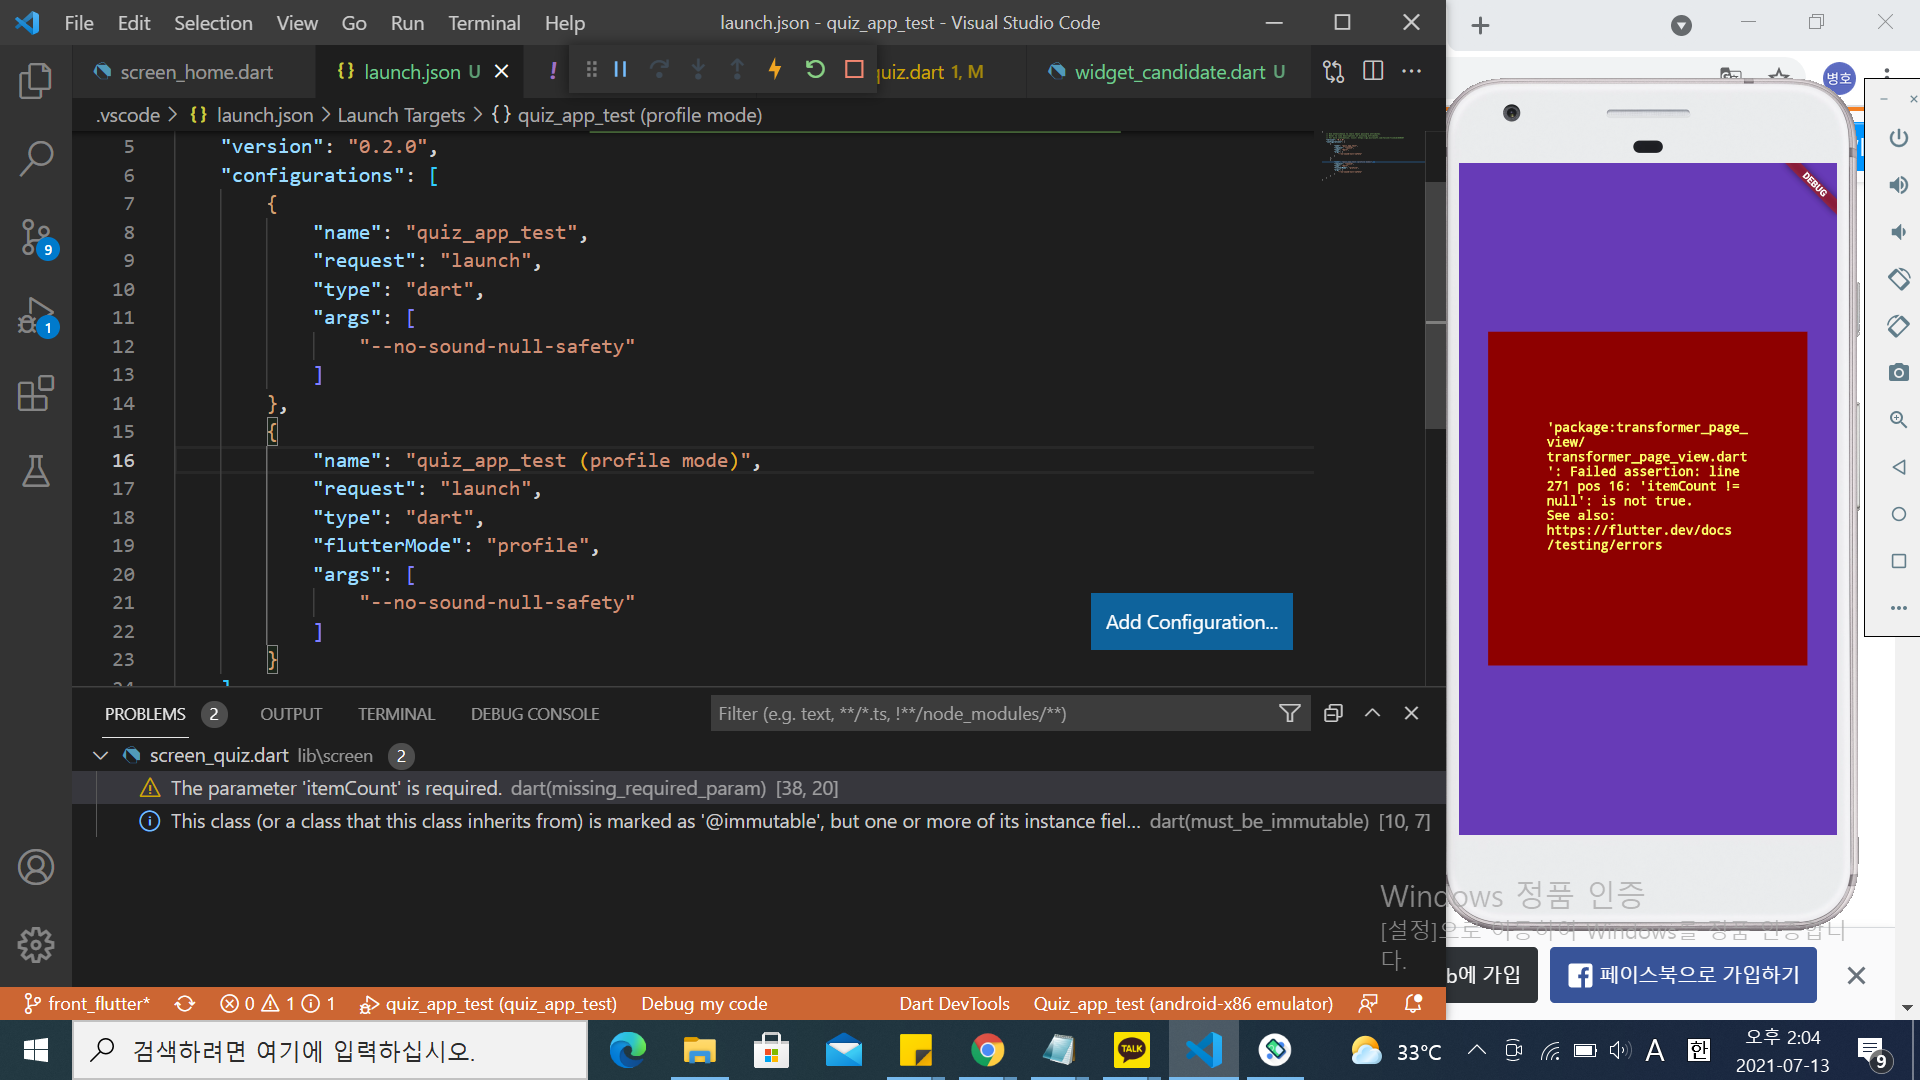 File Edit Selection View Go Run Terminal Help
launch.json - quiz_app_test - Visual Studio Code
screen_home.dart
{} launch.json U
!
quiz.dart 1, M
widget_candidate.dart U
.vscode > {} launch.json > Launch Targets > {} quiz_app_test (profile mode)
5 "version": "0.2.0",
6 "configurations": [
7 {
8 "name": "quiz_app_test",
9 "request": "launch",
10 "type": "dart",
11 "args": [
12 "--no-sound-null-safety"
13 ]
14 },
15 {
16 "name": "quiz_app_test (profile mode)",
17 "request": "launch",
18 "type": "dart",
19 "flutterMode": "profile",
20 "args": [
21 "--no-sound-null-safety"
22 ]
23 }
Add Configuration...
PROBLEMS 2 OUTPUT TERMINAL DEBUG CONSOLE
Filter (e.g. text, **/*.ts, !**/node_modules/**)
screen_quiz.dart lib\screen 2
The parameter 'itemCount' is required. dart(missing_required_param) [38, 20]
This class (or a class that this class inherits from) is marked as '@immutable', but one or more of its instance fiel... dart(must_be_immutable) [10, 7]
9
1
front_flutter* 0 1 1 quiz_app_test (quiz_app_test) Debug my code
Dart DevTools Quiz_app_test (android-x86 emulator)
병호
DEBUG
'package:transformer_page_
view/
transformer_page_view.dart
': Failed assertion: line
271 pos 16: 'itemCount !=
null': is not true.
See also:
https://flutter.dev/docs
/testing/errors
Windows 정품 인증
[설정]으로 이동하여 Windows를 정품 인증합니
다.
b에 가입
페이스북으로 가입하기
검색하려면 여기에 입력하십시오.
TALK
33℃
A
한
오후 2:04
2021-07-13
9